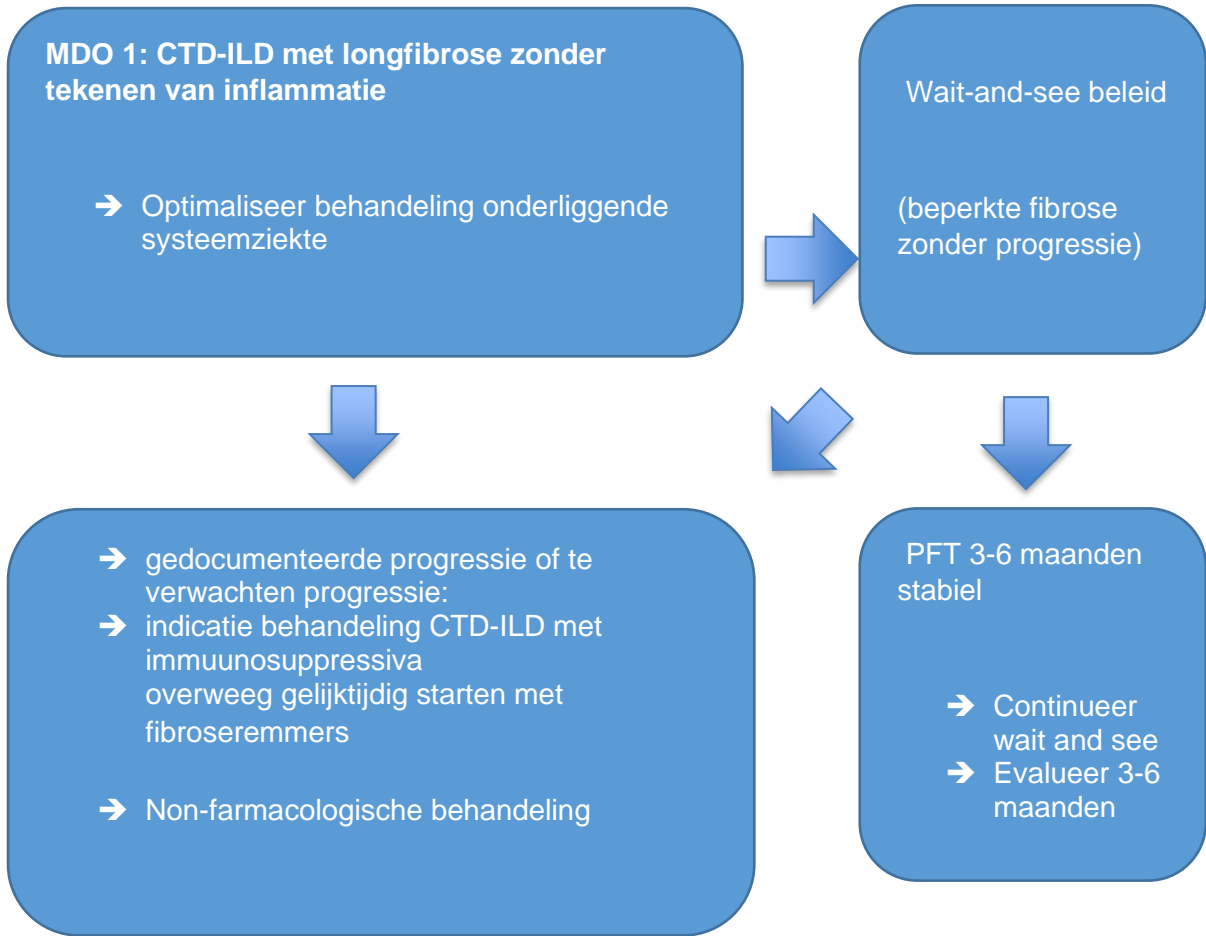 MDO 1: CTD-ILD met longfibrose zonder
tekenen van inflammatie
➔ Optimaliseer behandeling onderliggende
systeemziekte
Wait-and-see beleid
(beperkte fibrose
zonder progressie)
➔ gedocumenteerde progressie of te
verwachten progressie:
➔ indicatie behandeling CTD-ILD met
immuunosuppressiva
overweeg gelijktijdig starten met
fibroseremmers
➔ Non-farmacologische behandeling
PFT 3-6 maanden
stabiel
➔ Continueer
wait and see
➔ Evalueer 3-6
maanden